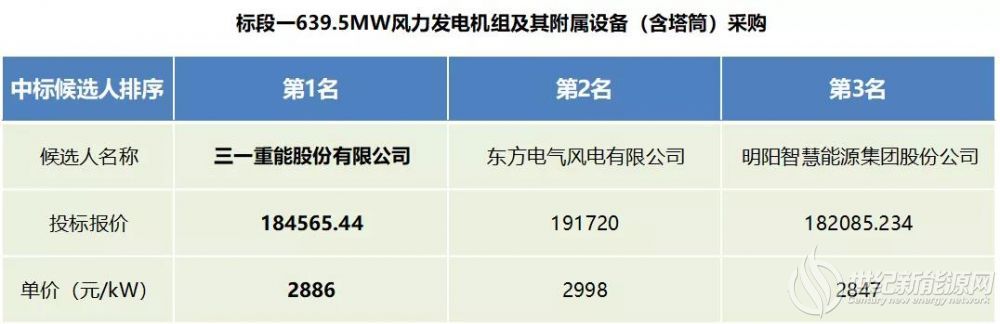 标段一639.5MW风力发电机组及其附属设备（含塔筒）采购
中标候选人排序 第1名 第2名 第3名
候选人名称 三一重能股份有限公司 东方电气风电有限公司 明阳智慧能源集团股份公司
投标报价 184565.44 191720 182085.234
单价（元/kW） 2886 2998 2847
世纪新能源网
Century new energy network